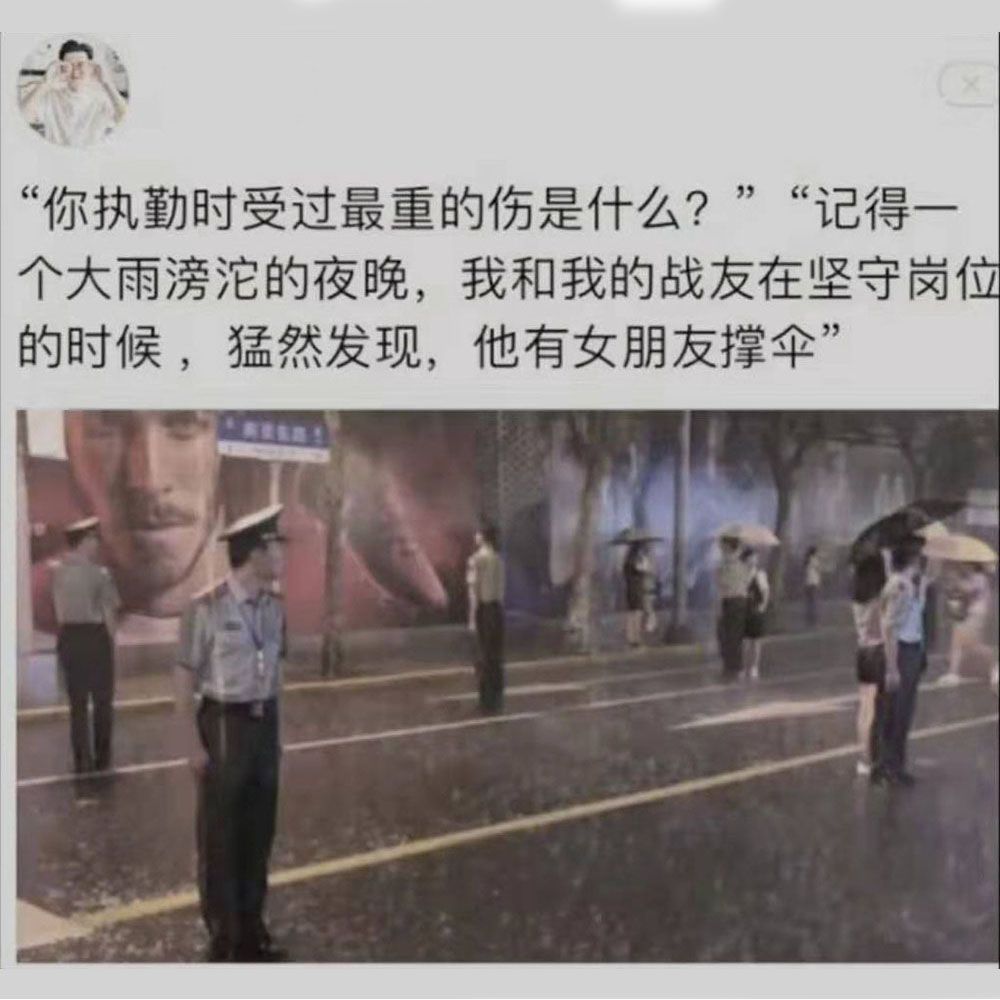 “你执勤时受过最重的伤是什么？”“记得一
个大雨滂沱的夜晚，我和我的战友在坚守岗位
的时候，猛然发现，他有女朋友撑伞”